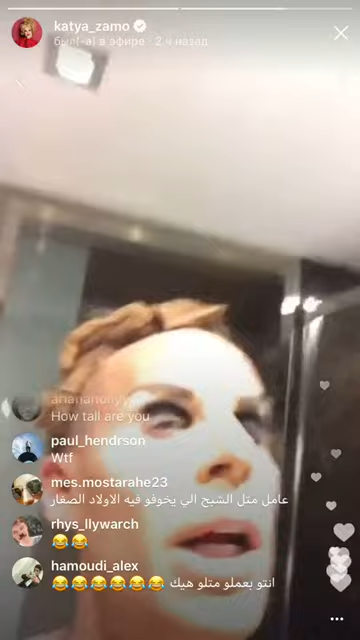 katya_zamo
был(-а) в эфире · 2 ч назад
How tall are you
paul_hendrson
Wtf
mes.mostarahe23
عامل متل الشبح الي يخوفو فيه الاولاد الصغار
rhys_llywarch
😂😂
hamoudi_alex
😂😂😂😂😂😂 انتو بعملو متلو هيك